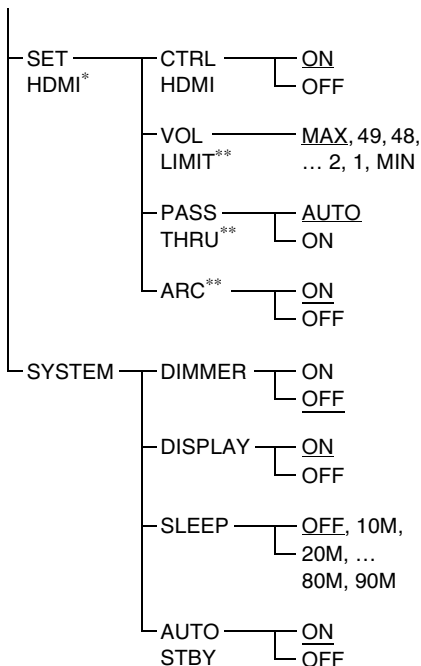 SET HDMI*
CTRL HDMI
ON
OFF
VOL LIMIT**
MAX, 49, 48,
... 2, 1, MIN
PASS THRU**
AUTO
ON
ARC**
ON
OFF
SYSTEM
DIMMER
ON
OFF
DISPLAY
ON
OFF
SLEEP
OFF, 10M,
20M, ...
80M, 90M
AUTO STBY
ON
OFF